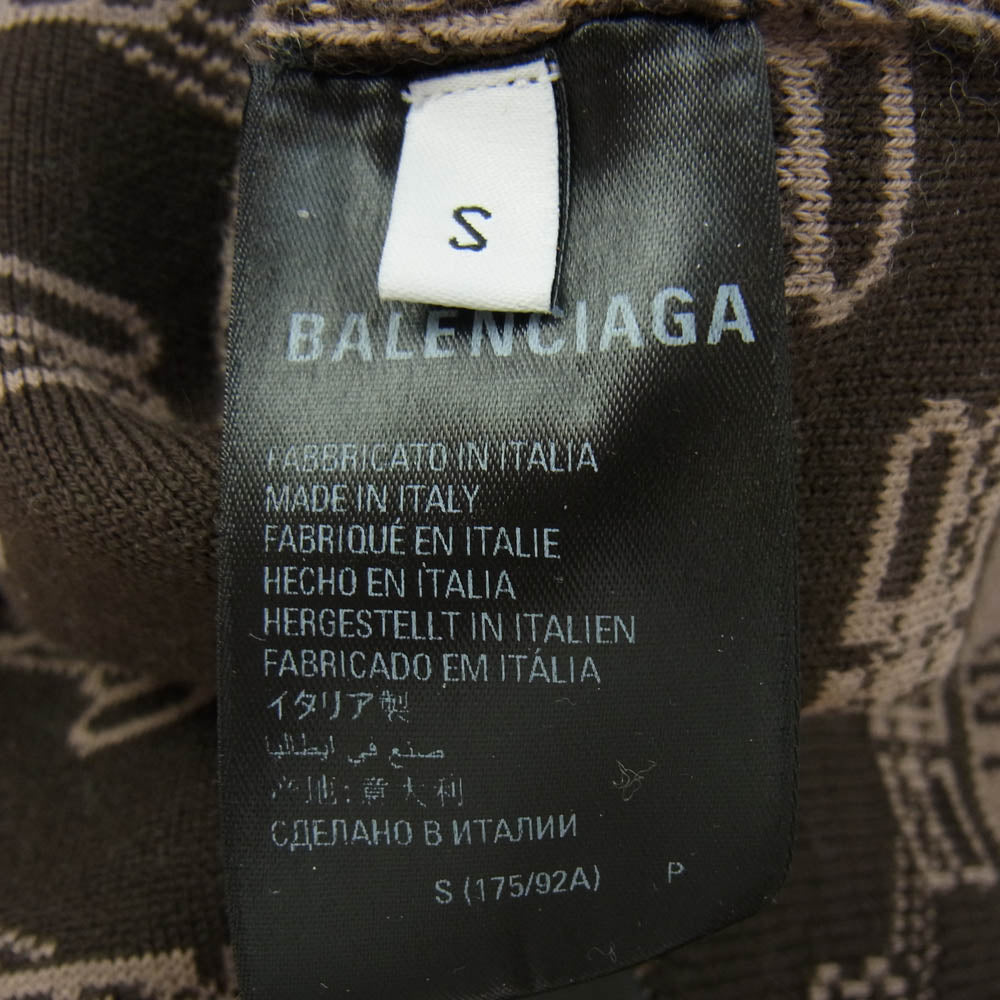 S
BALENCIAGA
FABBRICATO IN ITALIA
MADE IN ITALY
FABRIQUÉ EN ITALIE
HECHO EN ITALIA
HERGESTELLT IN ITALIEN
FABRICADO EM ITÁLIA
イタリア製
صنع في ايطاليا
产地:意大利
СДЕЛАНО В ИТАЛИИ
S (175/92A) P